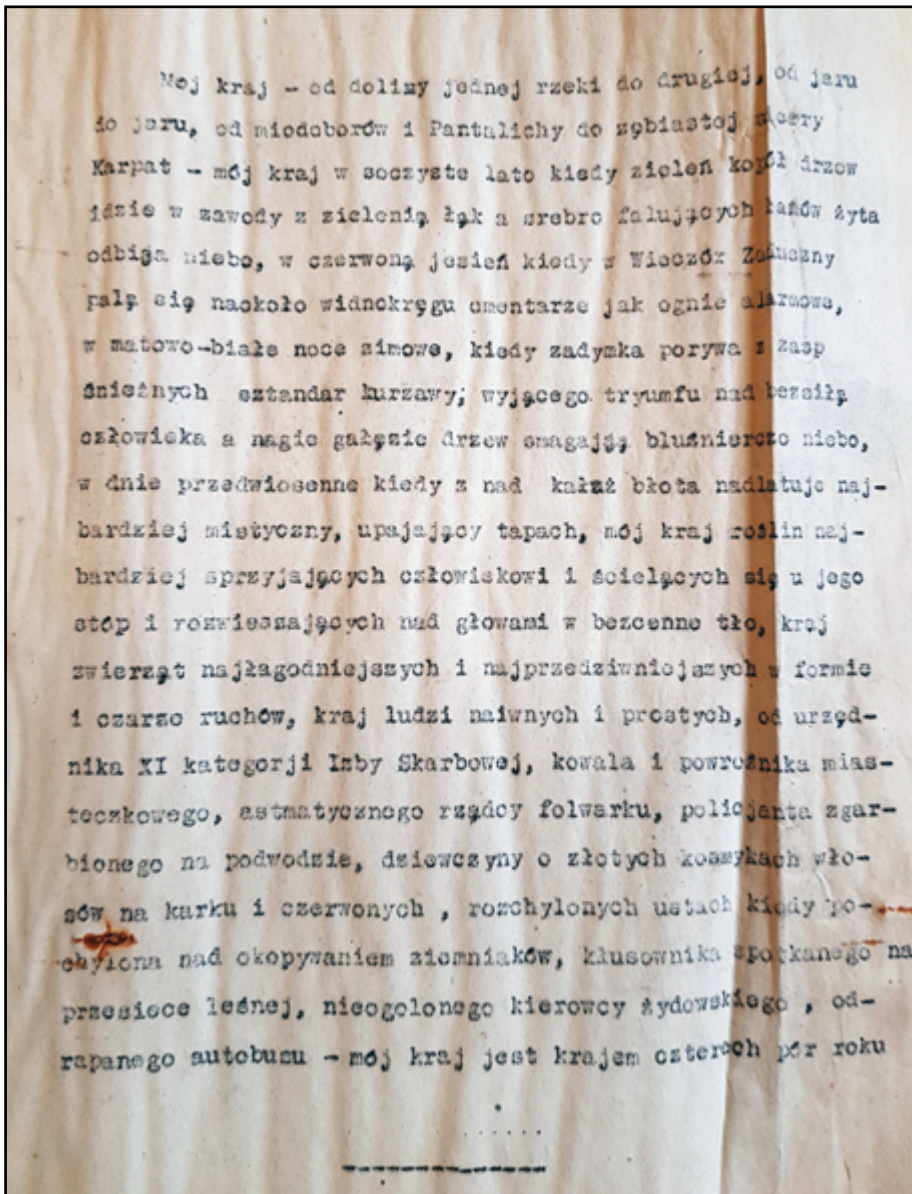 Mój kraj - od doliny jednej rzeki do drugiej, od jaru
do jaru, od miodoborów i Pantalichy do zębiastej siery
Karpat - mój kraj w soczyste lato kiedy zieleń kopuł drzew
idzie w zawody z zielenią łąk a srebro falujących łanów żyta
odbija niebo, w czerwoną jesień kiedy w Wieczór Zaduszny
palą się naokoło widnokręgu cmentarze jak ognie alarmowe,
w matowo-białe noce zimowe, kiedy zadymka porywa z zasp
śnieżnych sztandar kurzawy, wyjącego tryumfu nad bezsiłą
człowieka a nagie gałęzie drzew smagają bluźnierczo niebo,
w dnie przedwiosenne kiedy z nad kałuż błota nadlatuje naj-
bardziej mistyczny, upajający zapach, mój kraj roślin naj-
bardziej sprzyjających człowiekowi i ścielących się u jego
stóp i rozwieszających nad głowami w bezcenne tło, kraj
zwierząt najłagodniejszych i najprzedziwniejszych w formie
i czarze ruchów, kraj ludzi naiwnych i prostych, od urzęd-
nika XI kategorji Izby Skarbowej, kowala i powroźnika mias-
teczkowego, astmatycznego rządcy folwarku, policjanta zgar-
bionego na podwodzie, dziewczyny o złotych kosmykach wło-
sów na karku i czerwonych , rozchylonych ustach kiedy po-
chylona nad okopywaniem ziemniaków, kłusownika spotkanego na
przesiece leśnej, nieogolonego kierowcy żydowskiego , od-
rapanego autobusu - mój kraj jest krajem czterech pór roku